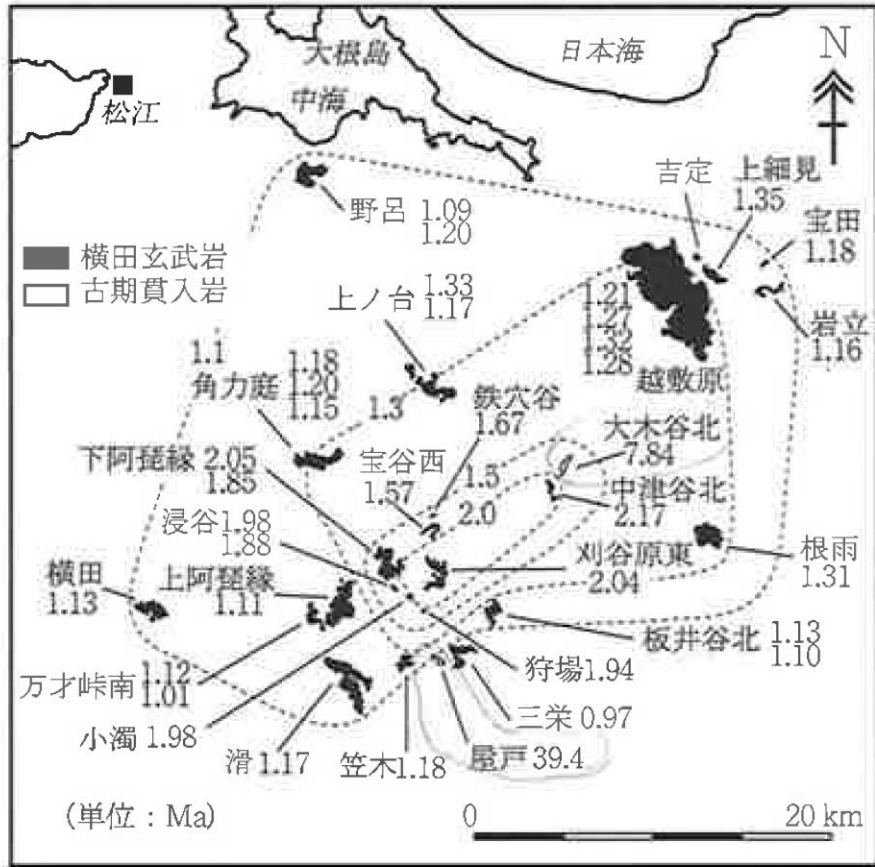 大根島
日本海
N
中海
松江
吉定
上細見
1.35
宝田
1.18
野呂 1.09
1.20
横田玄武岩
古期貫入岩
上ノ台 1.33
1.17
1.21
1.27
1.32
1.28
越敷原
岩立
1.16
1.1
角力庭 1.18
1.20
1.15
1.3
鉄穴谷
1.67
大木谷北
7.84
下阿毘縁 2.05
1.85
宝谷西
1.57
1.5
2.0
中津谷北
2.17
浸谷 1.98
1.88
刈谷原東
2.04
根雨
1.31
横田
1.13
上阿毘縁
1.11
板井谷北 1.13
1.10
万才峠南 1.12
1.01
狩場 1.94
小濁 1.98
三栄 0.97
滑 1.17
笠木 1.18
屋戸 39.4
(単位:Ma)
0
20 km